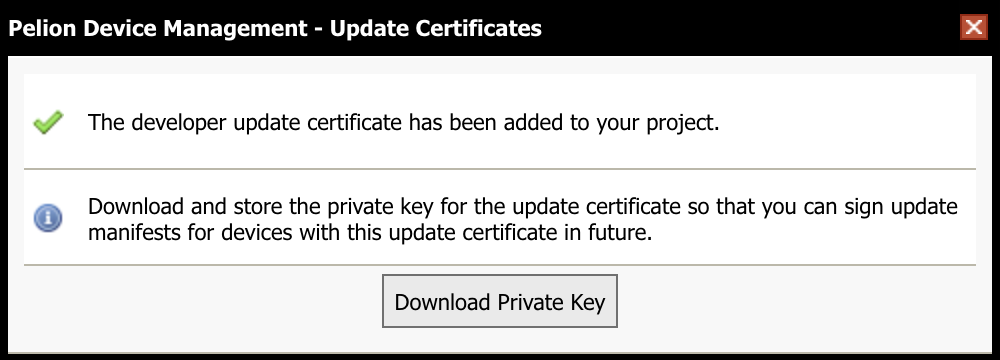 Pelion Device Management - Update Certificates
The developer update certificate has been added to your project.
Download and store the private key for the update certificate so that you can sign update
manifests for devices with this update certificate in future.
Download Private Key